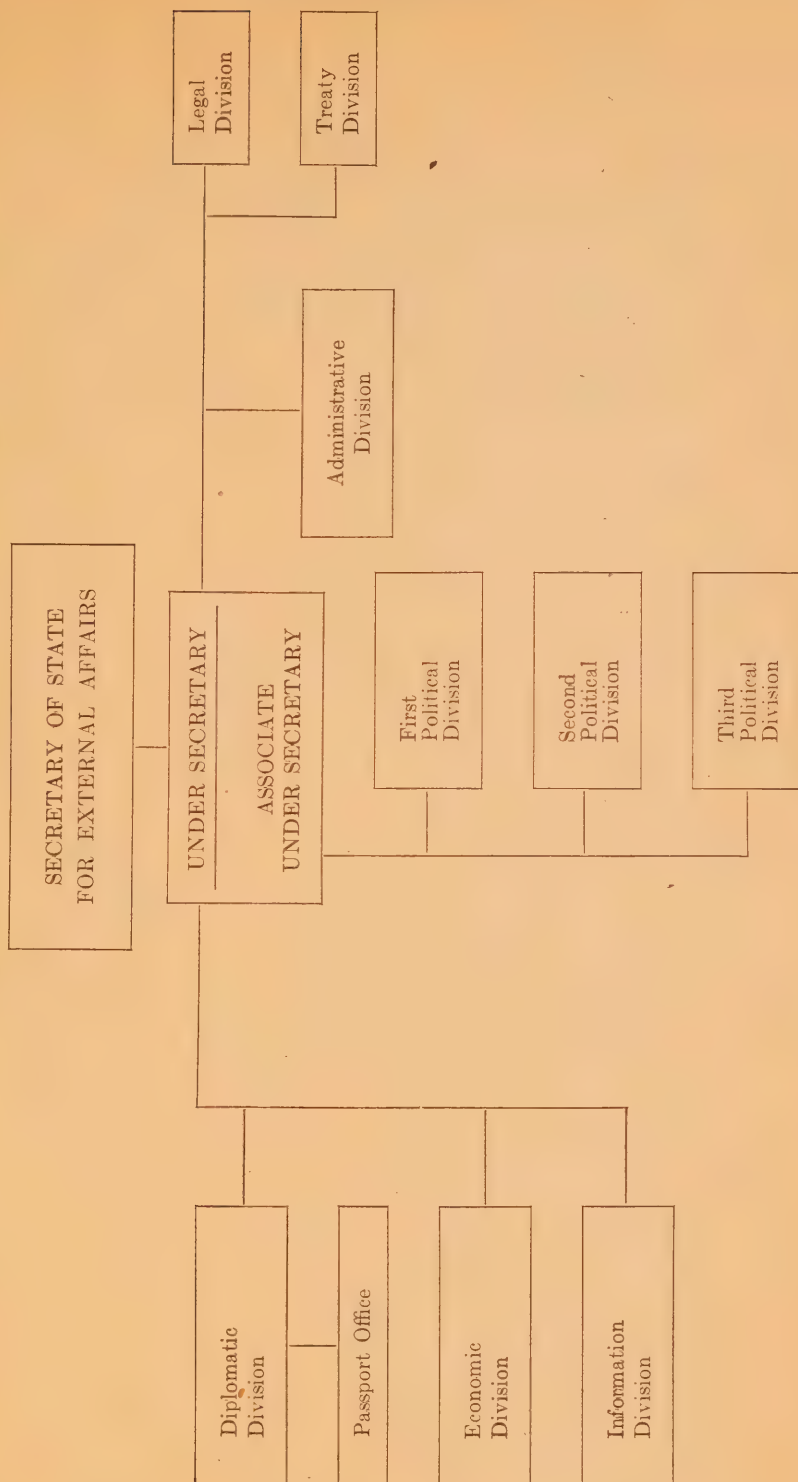 SECRETARY OF STATE
FOR EXTERNAL AFFAIRS
UNDER SECRETARY
ASSOCIATE
UNDER SECRETARY
Diplomatic
Division
Passport Office
Economic
Division
Information
Division
First
Political
Division
Second
Political
Division
Third
Political
Division
Administrative
Division
Legal
Division
Treaty
Division